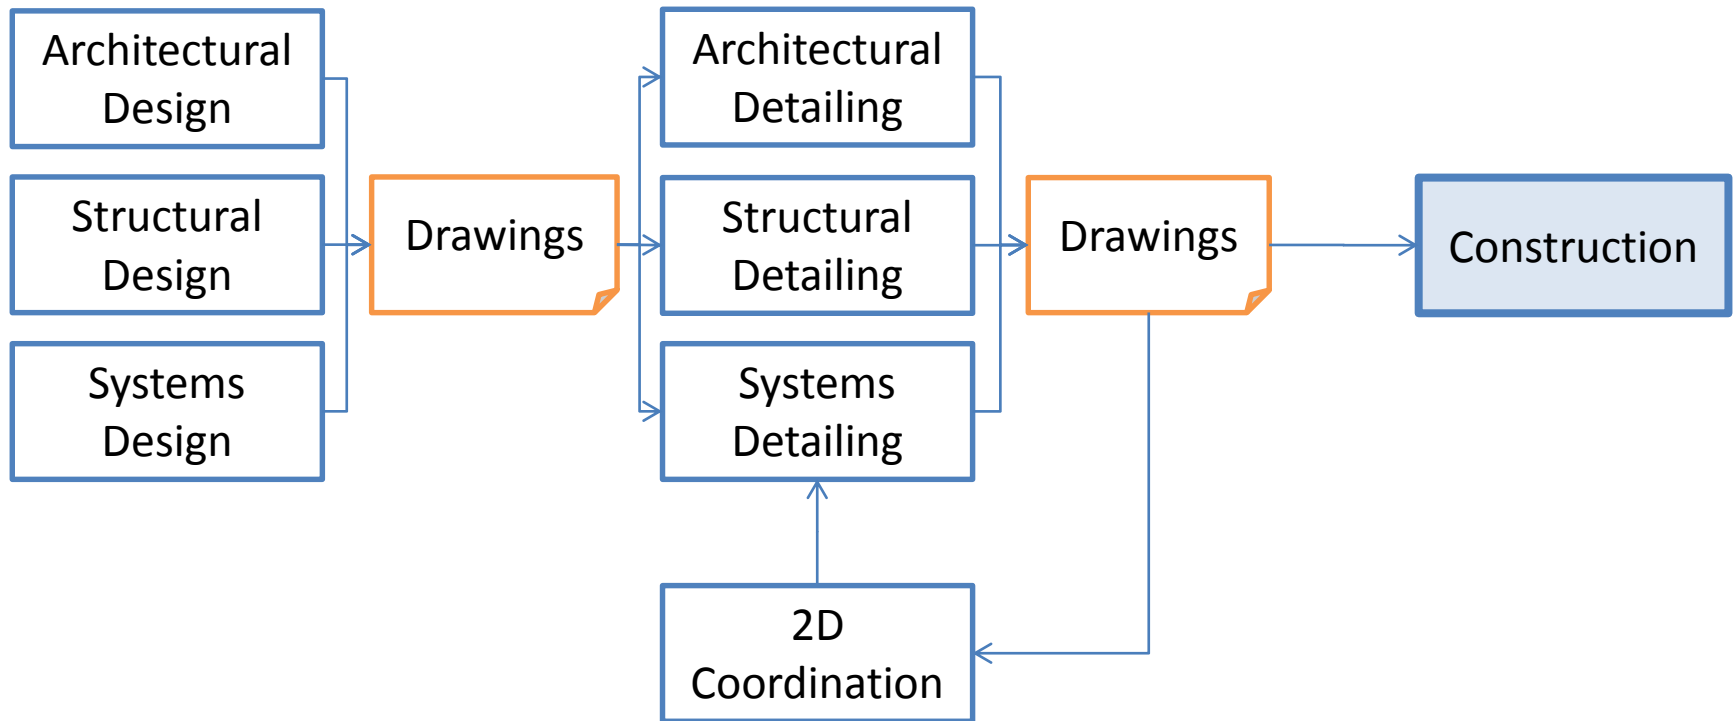 Architectural
Design
Structural
Design
Systems
Design
Drawings
Architectural
Detailing
Structural
Detailing
Systems
Detailing
2D
Coordination
Drawings
Construction